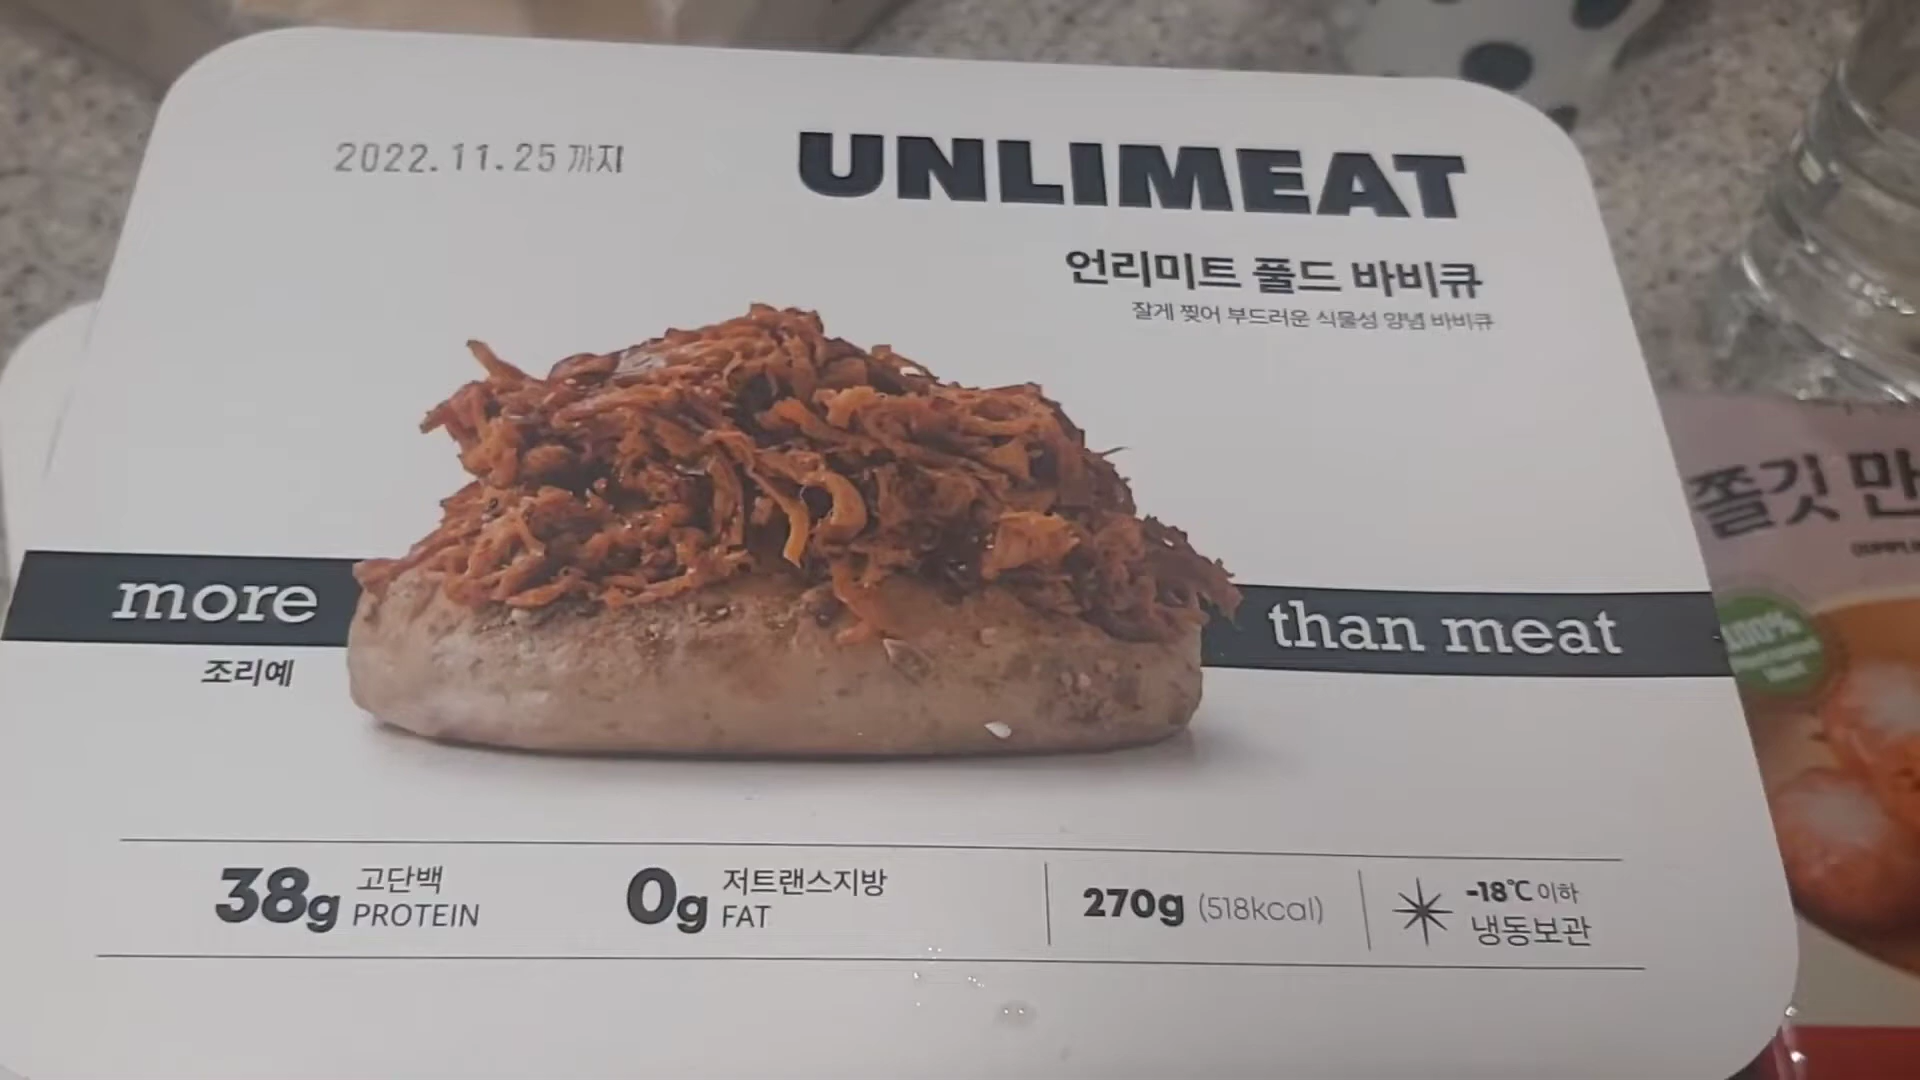 2022.11.25 까지
UNLIMEAT
언리미트 풀드 바비큐
잘게 찢어 부드러운 식물성 양념 바비큐
more
than meat
조리예
38g 고단백
PROTEIN
0g 저트랜스지방
FAT
270g (518kcal)
-18℃ 이하
냉동보관
쫄깃 만
100%